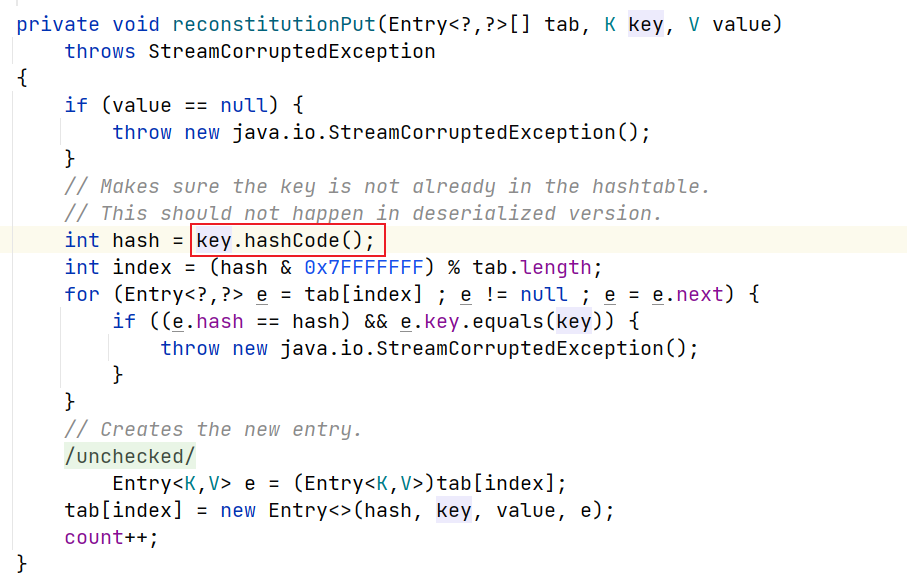 private void reconstitutionPut(Entry<?,?>[] tab, K key, V value)
    throws StreamCorruptedException
{
    if (value == null) {
        throw new java.io.StreamCorruptedException();
    }
    // Makes sure the key is not already in the hashtable.
    // This should not happen in deserialized version.
    int hash = key.hashCode();
    int index = (hash & 0x7FFFFFFF) % tab.length;
    for (Entry<?,?> e = tab[index] ; e != null ; e = e.next) {
        if ((e.hash == hash) && e.key.equals(key)) {
            throw new java.io.StreamCorruptedException();
        }
    }
    // Creates the new entry.
    /unchecked/
        Entry<K,V> e = (Entry<K,V>)tab[index];
    tab[index] = new Entry<>(hash, key, value, e);
    count++;
}